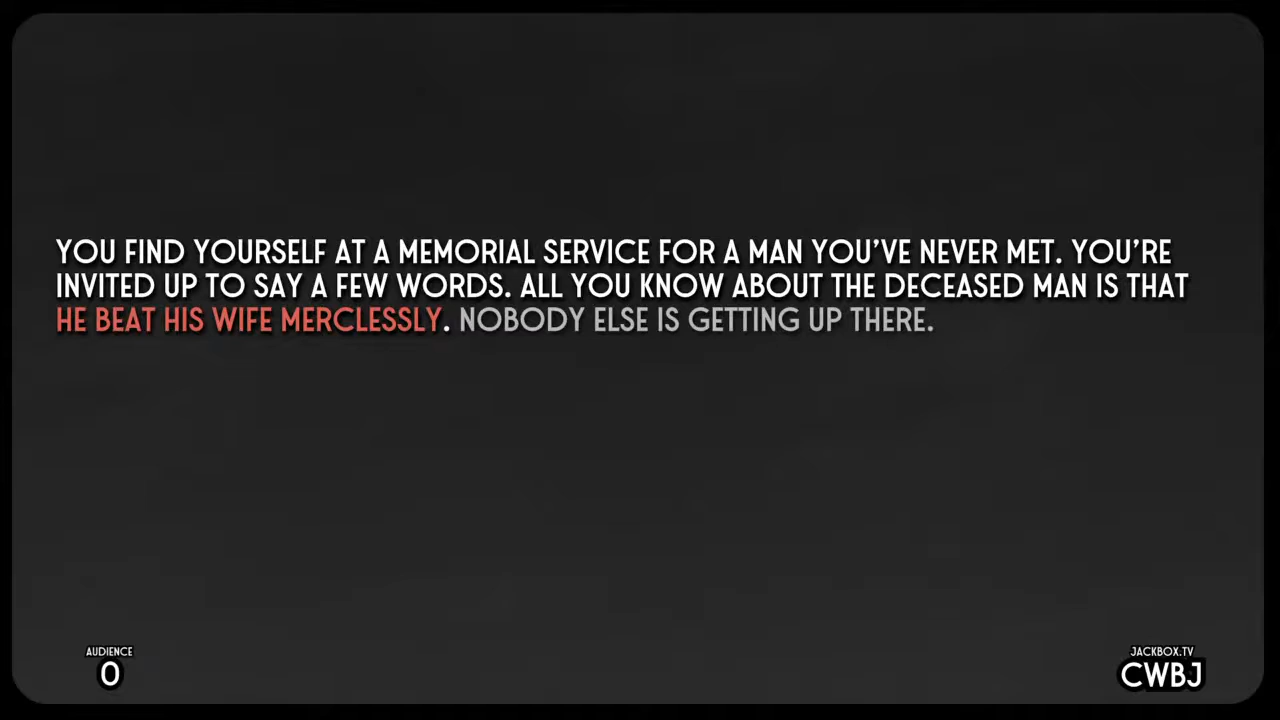 YOU FIND YOURSELF AT A MEMORIAL SERVICE FOR A MAN YOU'VE NEVER MET. YOU'RE
INVITED UP TO SAY A FEW WORDS. ALL YOU KNOW ABOUT THE DECEASED MAN IS THAT
HE BEAT HIS WIFE MERCLESSLY. NOBODY ELSE IS GETTING UP THERE.
AUDIENCE
0
JACKBOX.TV
CWBJ